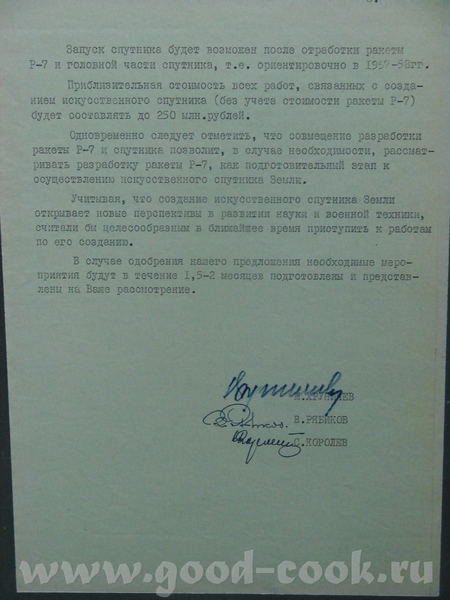 Запуск спутника будет возможен после отработки ракеты
Р-7 и головной части спутника, т.е. ориентировочно в 1957-58гг.
Приблизительная стоимость всех работ, связанных с созда-
нием искусственного спутника (без учета стоимости ракеты Р-7)
будет составлять до 250 млн.рублей.
Одновременно следует отметить, что совмещение разработки
ракеты Р-7 и спутника позволит, в случае необходимости, рассмат-
ривать разработку ракеты Р-7, как подготовительный этап к
осуществлению искусственного спутника Земли.
Учитывая, что создание искусственного спутника Земли
открывает новые перспективы в развитии науки и военной техники,
считали бы целесообразным в ближайшее время приступить к работам
по его созданию.
В случае одобрения нашего предложения необходимые меро-
приятия будут в течение 1,5-2 месяцев подготовлены и представ-
лены на Ваше рассмотрение.
В.РЯБИКОВ
С.КОРОЛЕВ
www.good-cook.ru